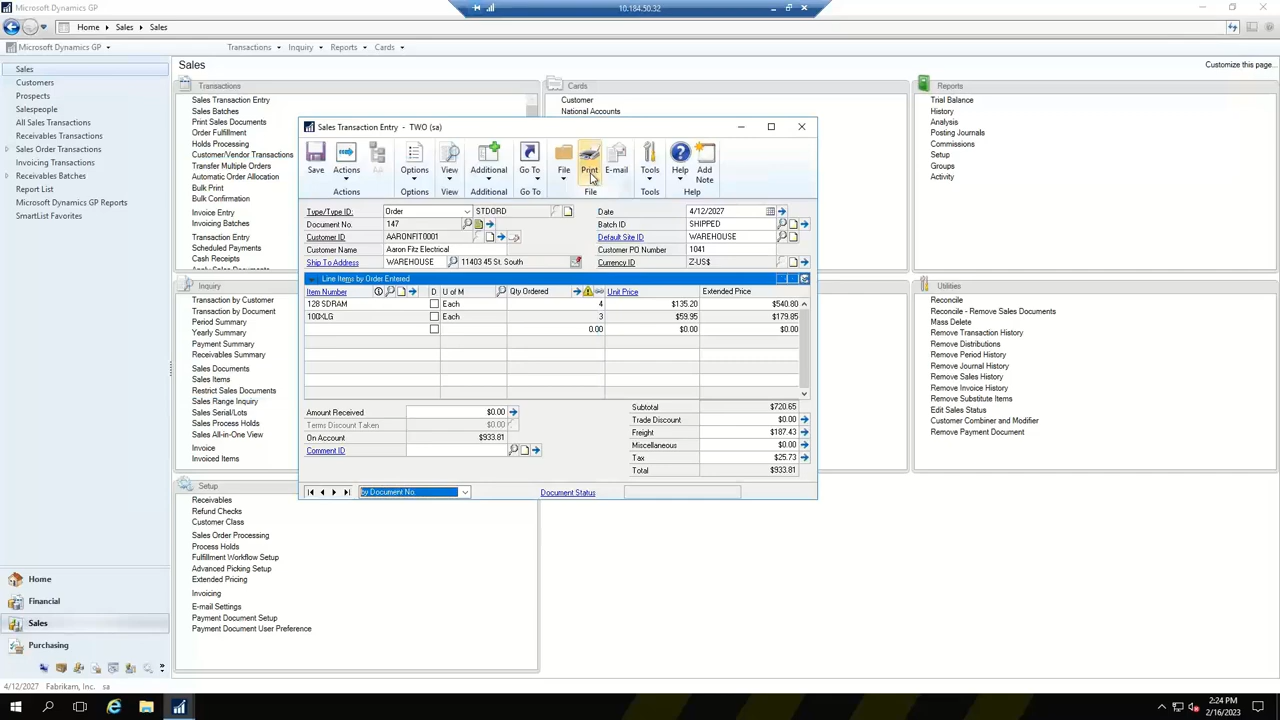 Microsoft Dynamics GP
10.184.50.32
Home Sales Sales
Microsoft Dynamics GP Transactions Inquiry Reports Cards
Sales
Customers
Prospects
Salespeople
All Sales Transactions
Receivables Transactions
Sales Order Transactions
Invoicing Transactions
Receivables Batches
Report List
Microsoft Dynamics GP Reports
SmartList Favorites
Home
Financial
Sales
Purchasing
Sales
Customize this page...
Transactions
Sales Transaction Entry
Sales Batches
Print Sales Documents
Order Fulfillment
Holds Processing
Customer/Vendor Transactions
Transfer Multiple Orders
Automatic Order Allocation
Bulk Print
Bulk Confirmation
Invoice Entry
Invoicing Batches
Transaction Entry
Scheduled Payments
Cash Receipts
Cards
Customer
National Accounts
Reports
Trial Balance
History
Analysis
Posting Journals
Commissions
Setup
Groups
Activity
Inquiry
Transaction by Customer
Transaction by Document
Period Summary
Yearly Summary
Payment Summary
Receivables Summary
Sales Documents
Sales Items
Restrict Sales Documents
Sales Range Inquiry
Sales Serial/Lots
Sales Process Holds
Sales All-in-One View
Invoice
Invoiced Items
Utilities
Reconcile
Reconcile - Remove Sales Documents
Mass Delete
Remove Transaction History
Remove Distributions
Remove Period History
Remove Journal History
Remove Sales History
Remove Invoice History
Remove Substitute Items
Edit Sales Status
Customer Combiner and Modifier
Remove Payment Document
Setup
Receivables
Refund Checks
Customer Class
Sales Order Processing
Process Holds
Fulfillment Workflow Setup
Advanced Picking Setup
Extended Pricing
Invoicing
E-mail Settings
Payment Document Setup
Payment Document User Preference
Sales Transaction Entry - TWO (sa)
Save Actions Options View Additional Go To File Print E-mail Tools Help Add Note
Actions Options View Additional Go To File Tools Help
Type/Type ID: Order STDORD Date 4/12/2027
Document No. 147 Batch ID SHIPPED
Customer ID AARONFIT0001 Default Site ID WAREHOUSE
Customer Name Aaron Fitz Electrical Customer PO Number 1041
Ship To Address WAREHOUSE 11403 45 St. South Currency ID Z-US$
Line Items by Order Entered
Item Number D U of M Qty Ordered Unit Price Extended Price
128 SDRAM Each 4 $135.20 $540.80
100XLG Each 3 $59.95 $179.85
0.00 $0.00 $0.00
Amount Received $0.00
Terms Discount Taken $0.00
On Account $933.81
Comment ID
Subtotal $720.65
Trade Discount $0.00
Freight $187.43
Miscellaneous $0.00
Tax $25.73
Total $933.81
by Document No. Document Status
4/12/2027 Fabrikam, Inc. sa
2:24 PM
2/16/2023